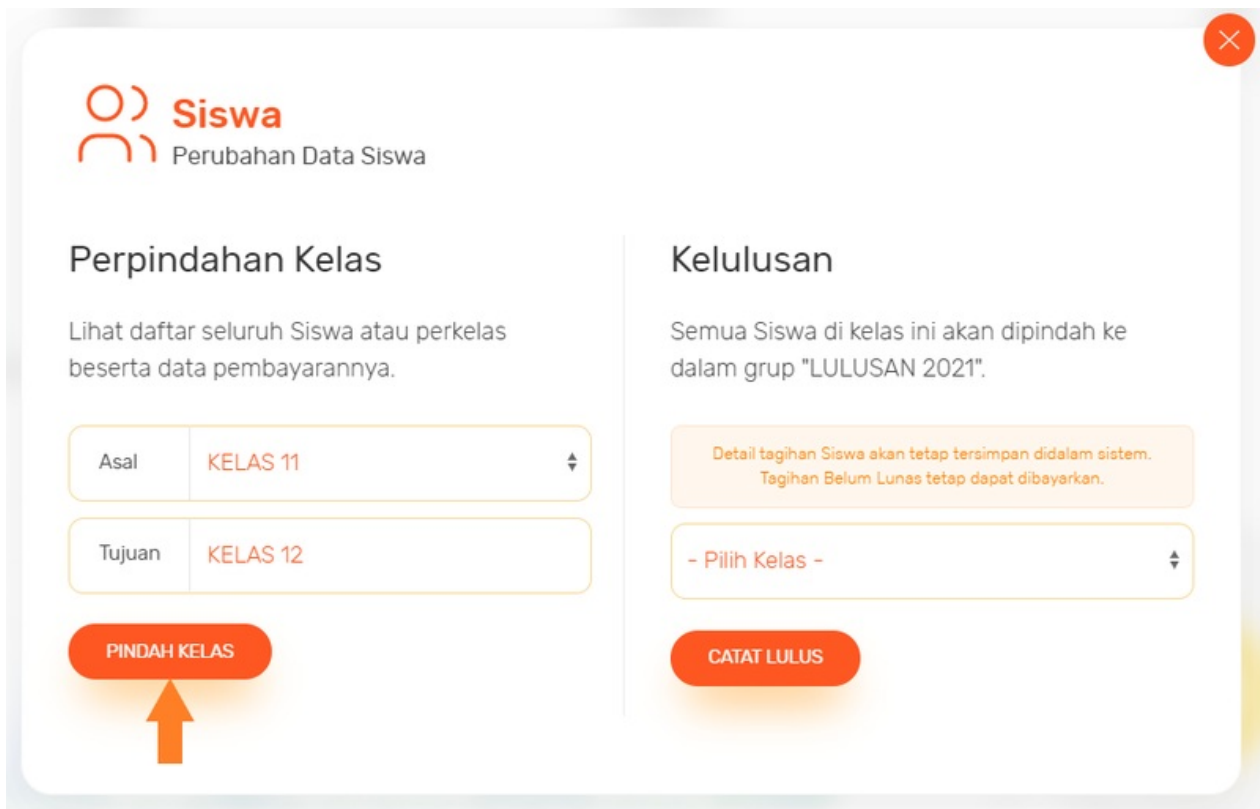 Siswa
Perubahan Data Siswa
Perpindahan Kelas
Lihat daftar seluruh Siswa atau perkelas
beserta data pembayarannya.
Asal KELAS 11
Tujuan KELAS 12
PINDAH KELAS
Kelulusan
Semua Siswa di kelas ini akan dipindah ke
dalam grup "LULUSAN 2021".
Detail tagihan Siswa akan tetap tersimpan didalam sistem.
Tagihan Belum Lunas tetap dapat dibayarkan.
- Pilih Kelas -
CATAT LULUS